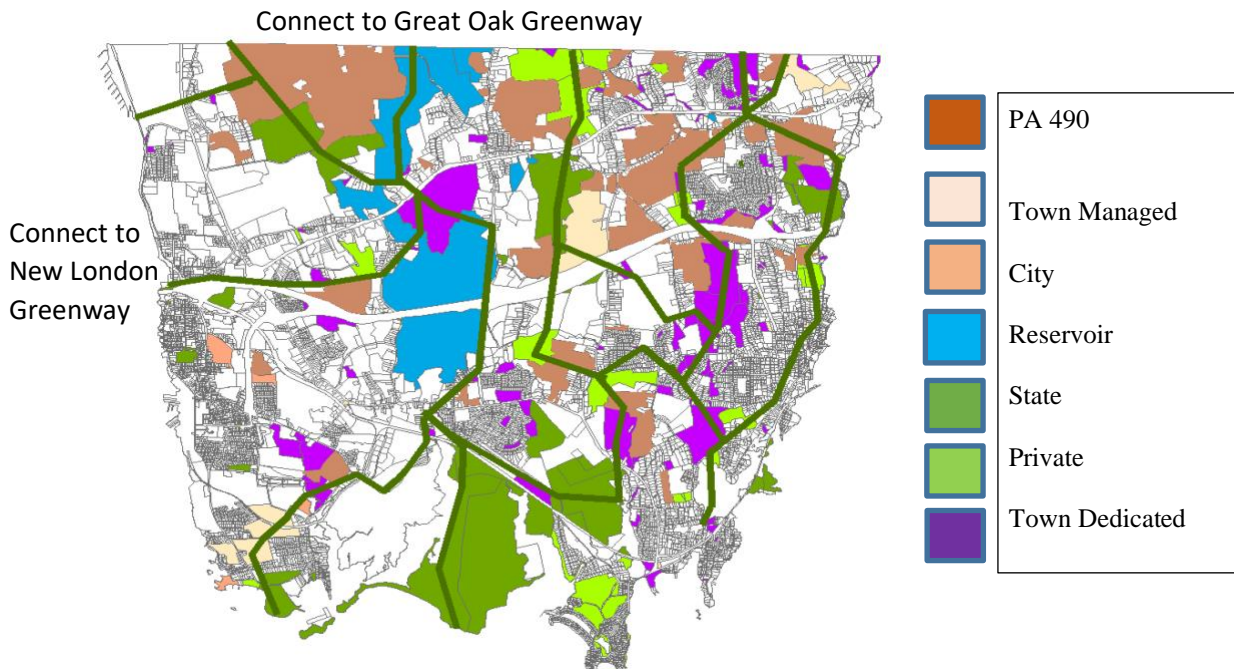 Connect to Great Oak Greenway
Connect to
New London
Greenway
PA 490
Town Managed
City
Reservoir
State
Private
Town Dedicated